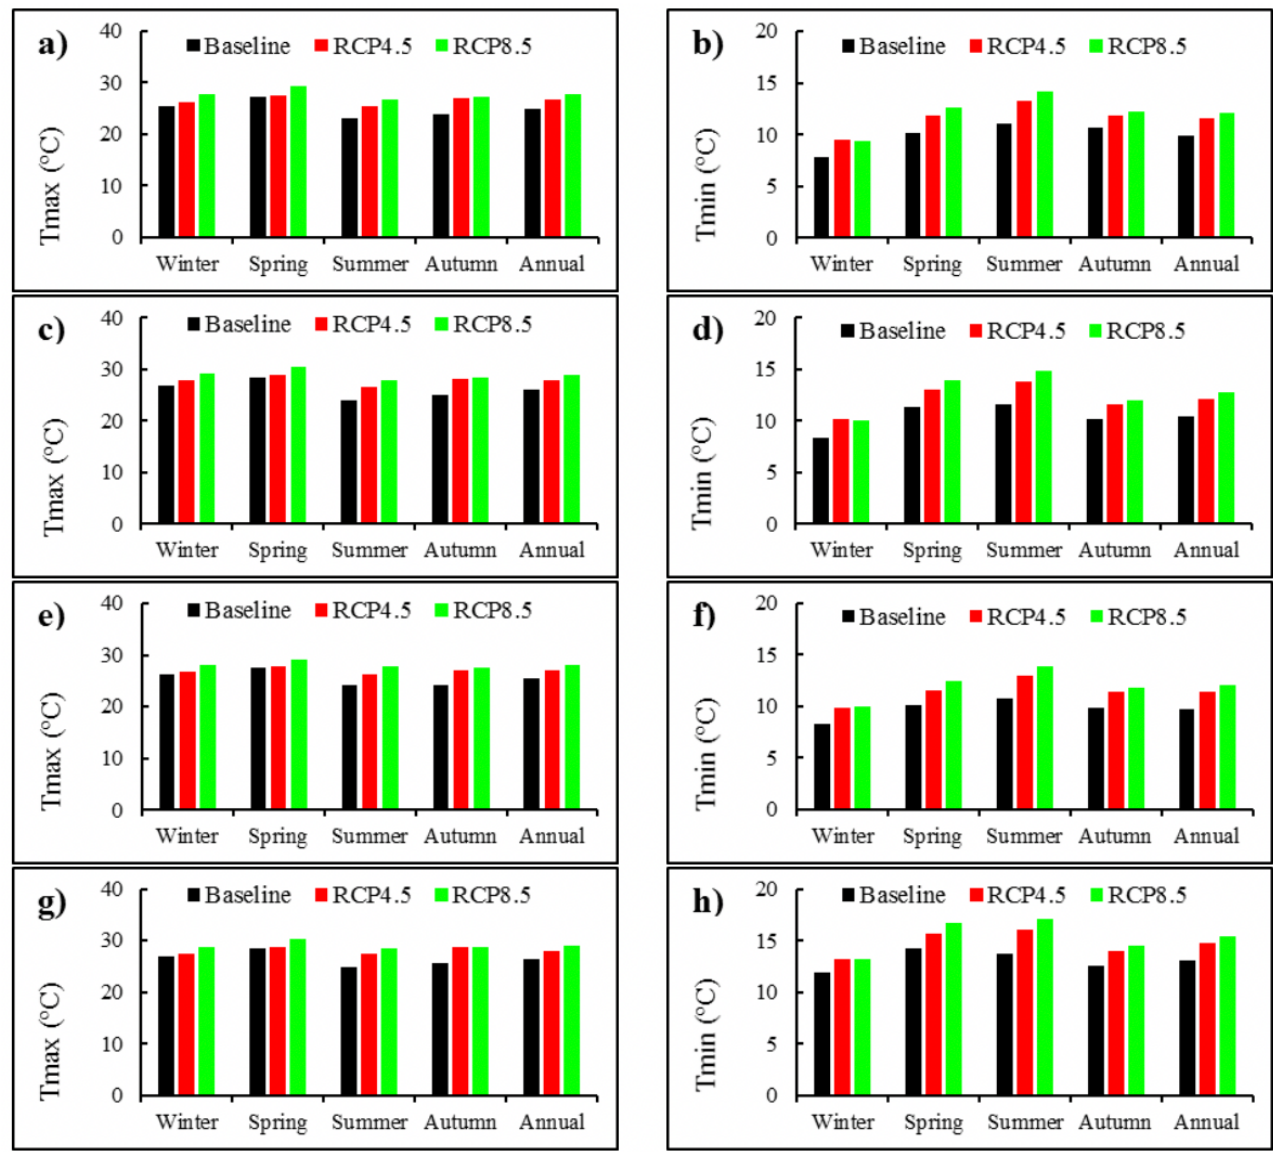 a)
Baseline RCP4.5 RCP8.5
40
30
20
10
0
Tmax (°C)
Winter Spring Summer Autumn Annual
b)
Baseline RCP4.5 RCP8.5
20
15
10
5
0
Tmin (°C)
Winter Spring Summer Autumn Annual
c)
Baseline RCP4.5 RCP8.5
40
30
20
10
0
Tmax (°C)
Winter Spring Summer Autumn Annual
d)
Baseline RCP4.5 RCP8.5
20
15
10
5
0
Tmin (°C)
Winter Spring Summer Autumn Annual
e)
Baseline RCP4.5 RCP8.5
40
30
20
10
0
Tmax (°C)
Winter Spring Summer Autumn Annual
f)
Baseline RCP4.5 RCP8.5
20
15
10
5
0
Tmin (°C)
Winter Spring Summer Autumn Annual
g)
Baseline RCP4.5 RCP8.5
40
30
20
10
0
Tmax (°C)
Winter Spring Summer Autumn Annual
h)
Baseline RCP4.5 RCP8.5
20
15
10
5
0
Tmin (°C)
Winter Spring Summer Autumn Annual